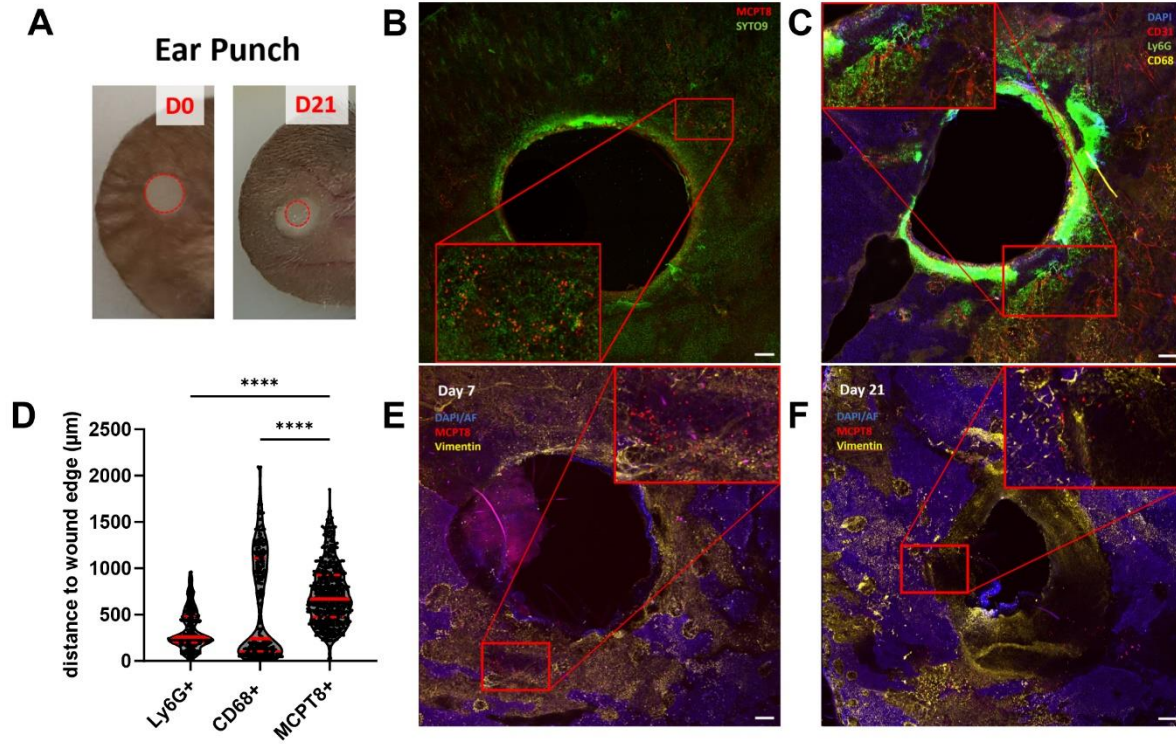 A
Ear Punch
D0
D21
B
MCPT8
SYTO9
C
DAPI
CD31
Ly6G
CD68
D
****
****
distance to wound edge (µm)
2500
2000
1500
1000
500
0
Ly6G+
CD68+
MCPT8+
E
Day 7
DAPI/AF
MCPT8
Vimentin
F
Day 21
DAPI/AF
MCPT8
Vimentin